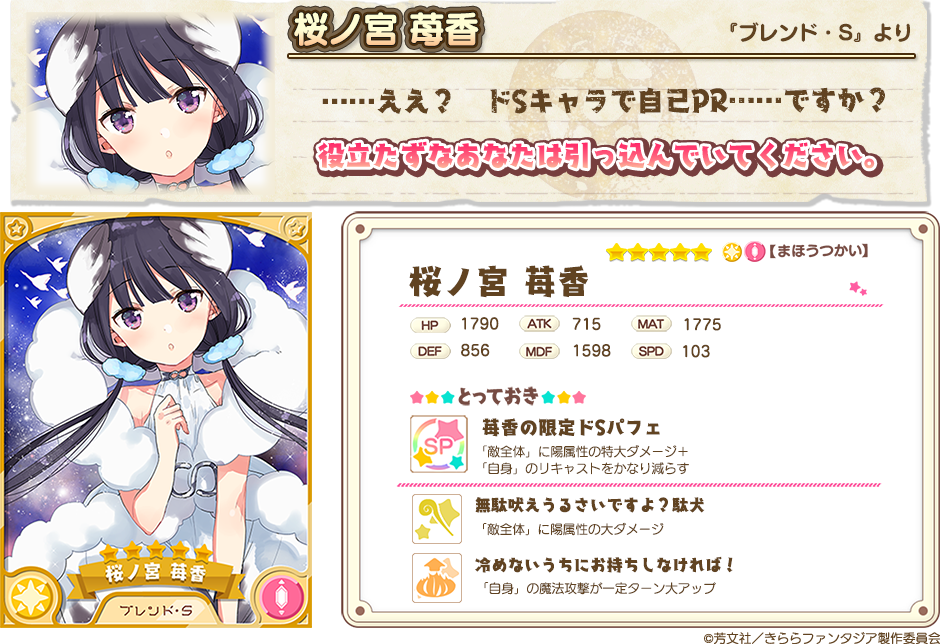 桜ノ宮 苺香
『ブレンド・S』より
……ええ？　ドSキャラで自己PR……ですか？
役立たずなあなたは引っ込んでいてください。
【まほうつかい】
桜ノ宮 苺香
HP 1790 ATK 715 MAT 1775
DEF 856 MDF 1598 SPD 103
とっておき
SP
苺香の限定ドSパフェ
「敵全体」に陽属性の特大ダメージ＋
「自身」のリキャストをかなり減らす
無駄吠えうるさいですよ？駄犬
「敵全体」に陽属性の大ダメージ
冷めないうちにお持ちしなければ！
「自身」の魔法攻撃が一定ターン大アップ
桜ノ宮 苺香
ブレンド・S
©芳文社／きららファンタジア製作委員会